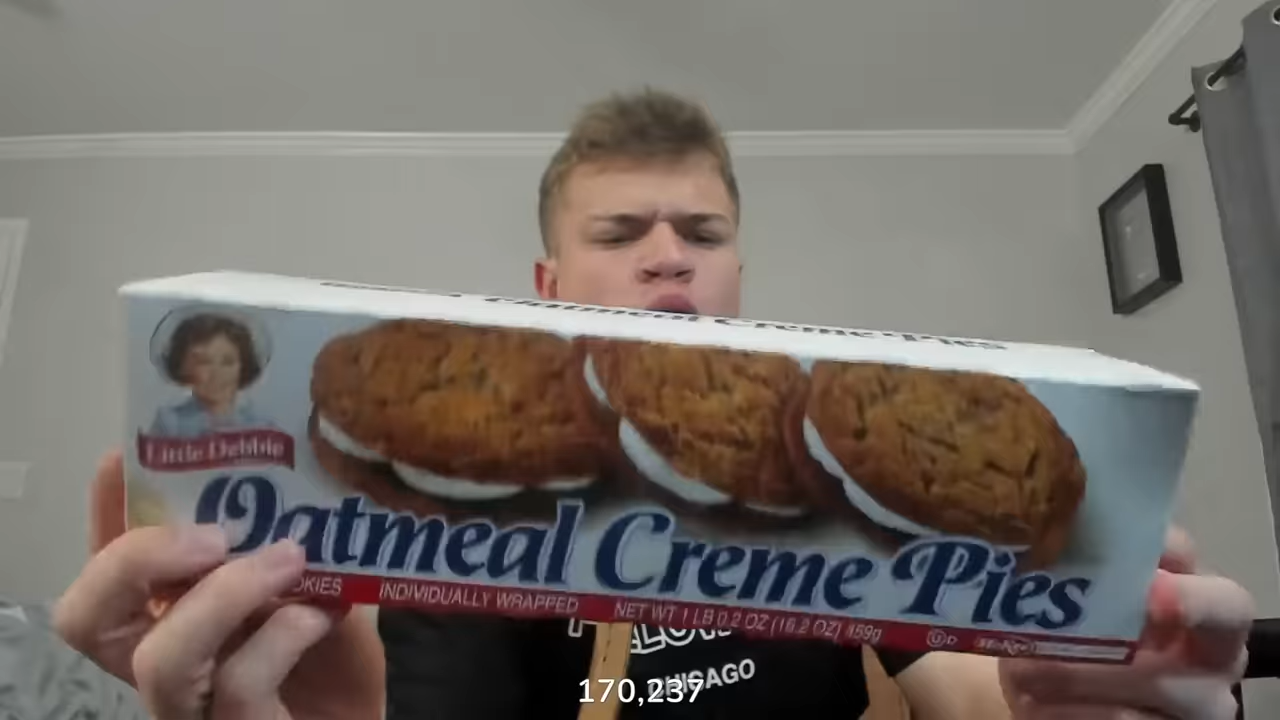 Oatmeal Creme Pies
Little Debbie
Oatmeal Creme Pies
OKIES INDIVIDUALLY WRAPPED NET WT 1 LB 0.2 OZ (16.2 OZ) 459g U D
CHICAGO
170,237